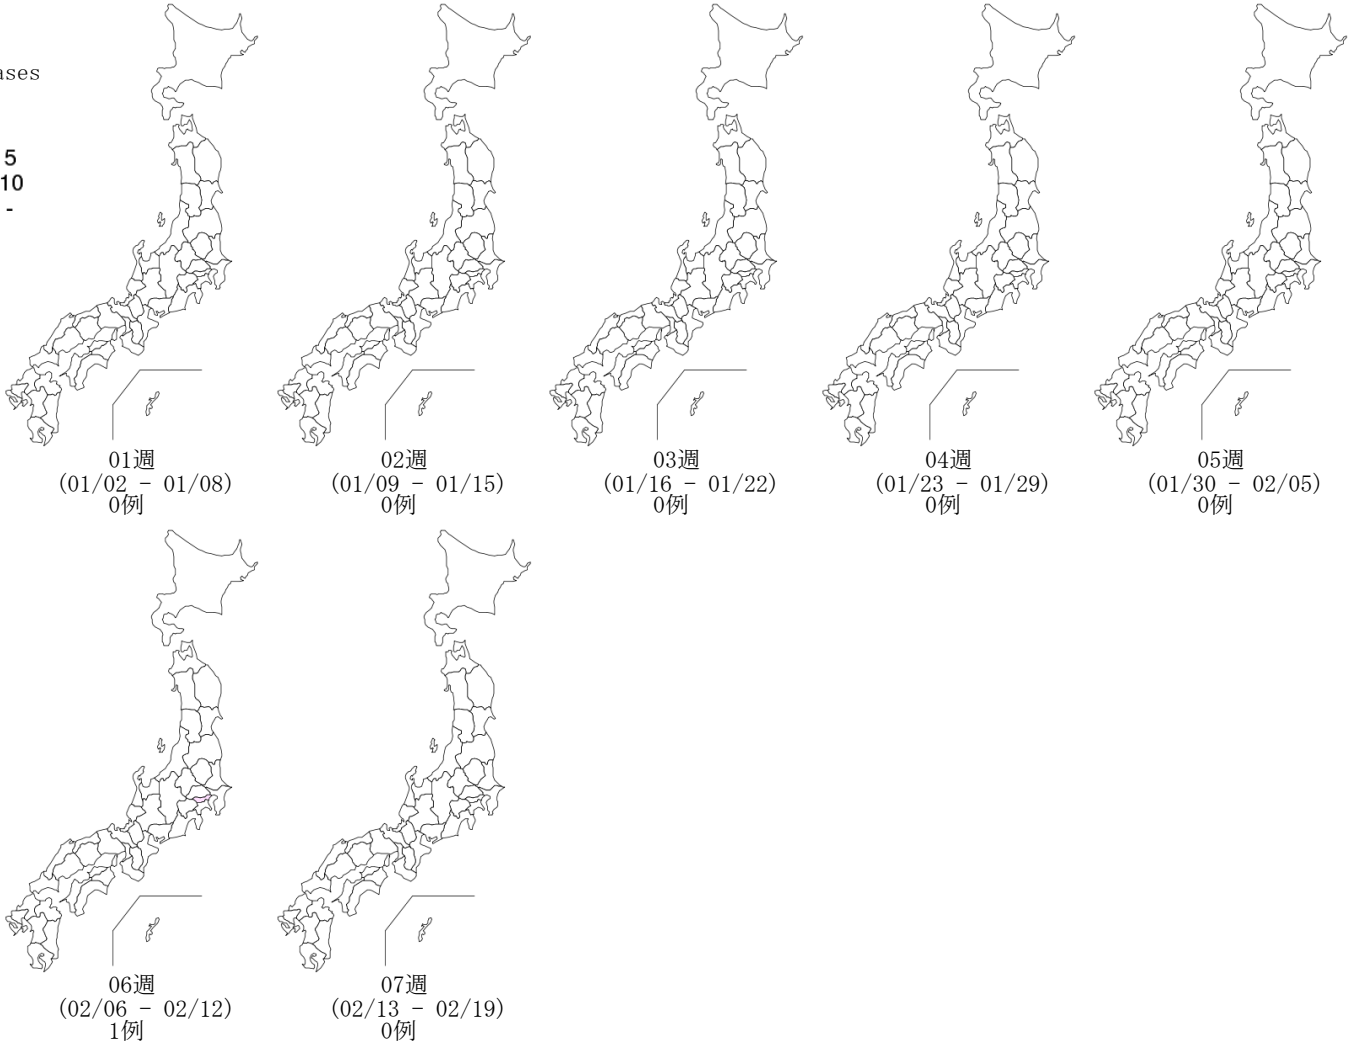 ases
5
10
-
01週
(01/02 - 01/08)
0例
02週
(01/09 - 01/15)
0例
03週
(01/16 - 01/22)
0例
04週
(01/23 - 01/29)
0例
05週
(01/30 - 02/05)
0例
06週
(02/06 - 02/12)
1例
07週
(02/13 - 02/19)
0例